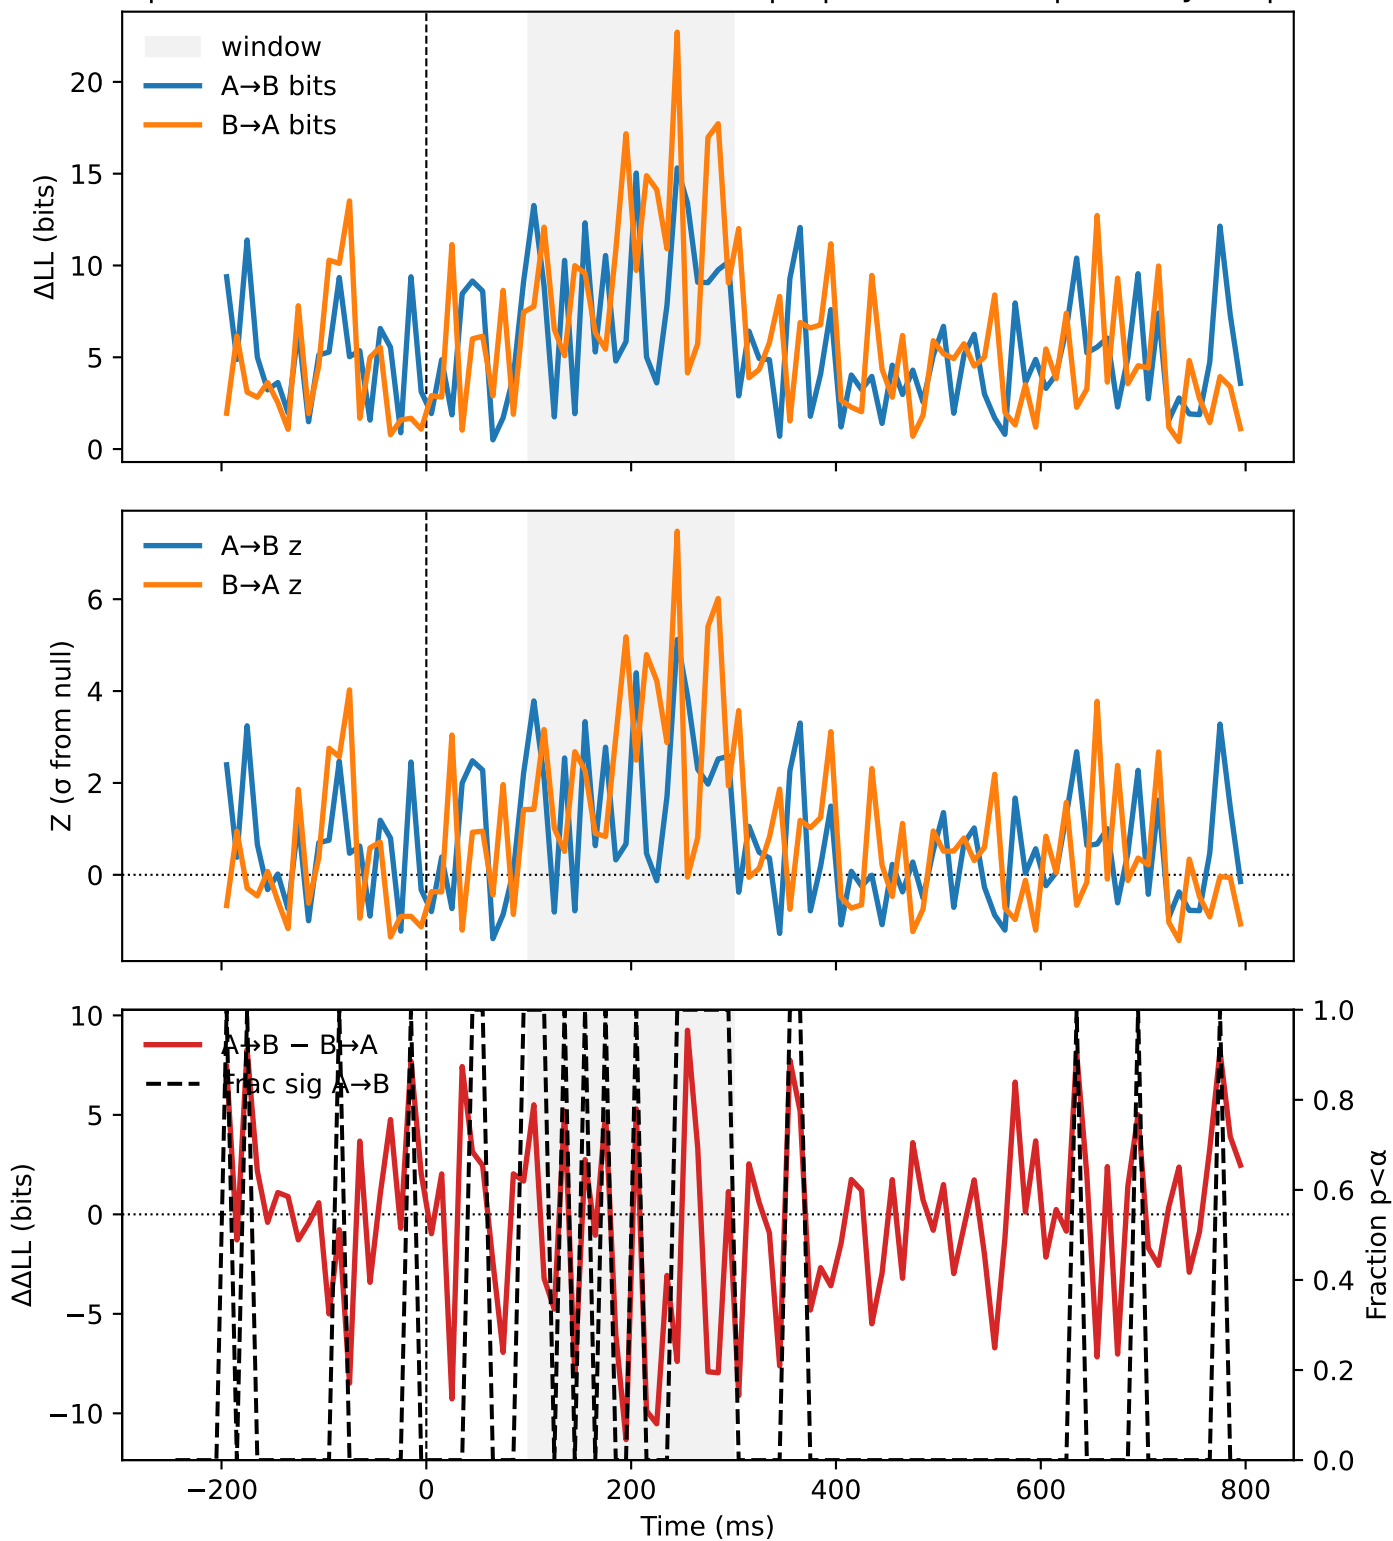 window
A→B bits
B→A bits
ΔLL (bits)
20
15
10
5
0
A→B z
B→A z
Z (σ from null)
6
4
2
0
A→B − B→A
Frac sig A→B
ΔΔLL (bits)
10
5
0
−5
−10
1.0
0.8
0.6
0.4
0.2
0.0
Fraction p<α
−200
0
200
400
600
800
Time (ms)